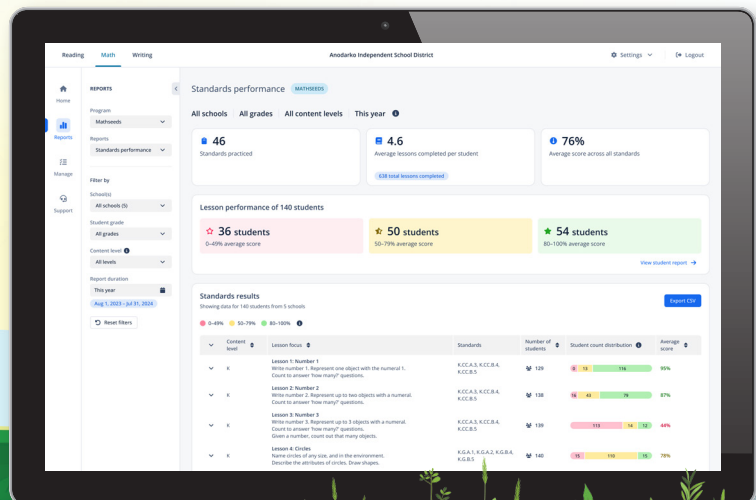 Reading Math Writing Anodarko Independent School District Settings Logout
Home
Reports
Manage
Support
REPORTS
Program
Mathseeds
Reports
Standards performance
Filter by
School(s)
All schools (5)
Student grade
All grades
Content level
All levels
Report duration
This year
Aug 1, 2023 - Jul 31, 2024
Reset filters
Standards performance MATHSEEDS
All schools All grades All content levels This year
46
Standards practiced
4.6
Average lessons completed per student
638 total lessons completed
76%
Average score across all standards
Lesson performance of 140 students
36 students
0–49% average score
50 students
50–79% average score
54 students
80–100% average score
View student report
Standards results
Showing data for 140 students from 5 schools
Export CSV
0–49% 50–79% 80–100%
Content level Lesson focus Standards Number of students Student count distribution Average score
K
Lesson 1: Number 1
Write number 1. Represent one object with the numeral 1.
Count to answer 'how many?' questions.
K.CC.A.3, K.CC.B.4,
K.CC.B.5
129
0 13 116
95%
K
Lesson 2: Number 2
Write number 2. Represent up to two objects with a numeral.
Count to answer 'how many?' questions.
K.CC.A.3, K.CC.B.4,
K.CC.B.5
138
16 43 79
87%
K
Lesson 3: Number 3
Write number 3. Represent up to 3 objects with a numeral.
Count to answer 'how many?' questions.
Given a number, count out that many objects.
K.CC.A.3, K.CC.B.4,
K.CC.B.5
139
113 14 12
44%
K
Lesson 4: Circles
Name circles of any size, and in the environment.
Describe the attributes of circles. Draw shapes.
K.G.A.1, K.G.A.2, K.G.B.4,
K.G.B.5
140
15 110 15
78%